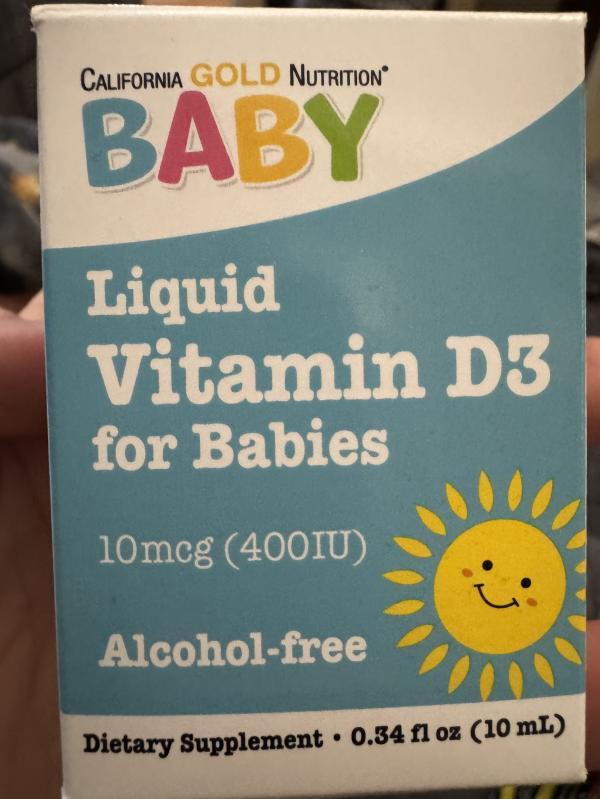 CALIFORNIA GOLD NUTRITION®
BABY
Liquid
Vitamin D3
for Babies
10mcg (400IU)
Alcohol-free
Dietary Supplement • 0.34 fl oz (10 mL)